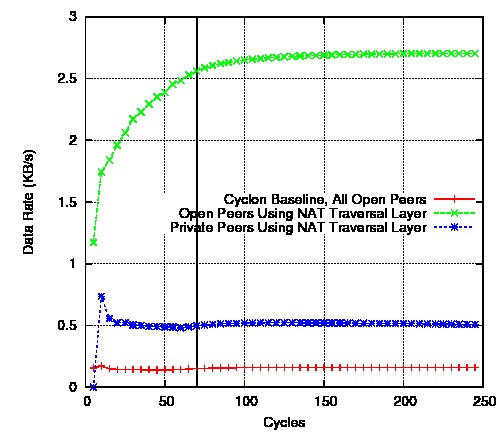 3
2.5
2
1.5
1
0.5
0
Data Rate (KB/s)
Cyclon Baseline, All Open Peers
Open Peers Using NAT Traversal Layer
Private Peers Using NAT Traversal Layer
0 50 100 150 200 250
Cycles